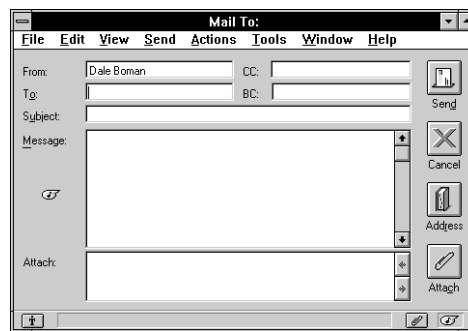 Mail To:
File Edit View Send Actions Tools Window Help
From: Dale Boman CC:
To: BC:
Subject:
Message:
Attach:
Send
Cancel
Address
Attach